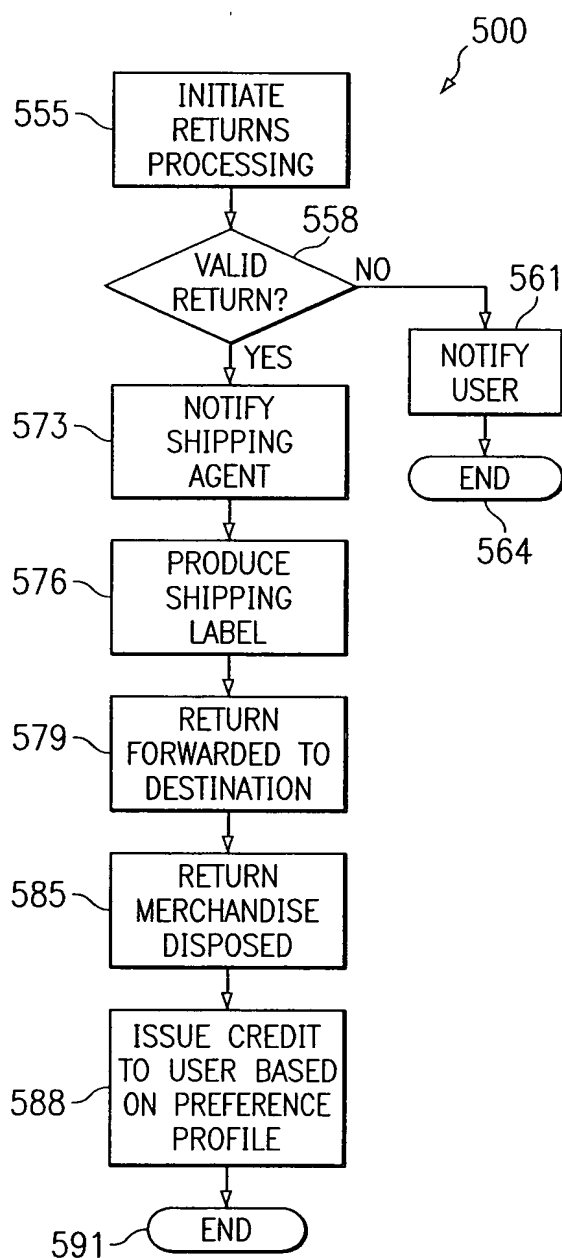 500
555
INITIATE
RETURNS
PROCESSING
558
VALID
RETURN?
NO
561
NOTIFY
USER
END
564
YES
573
NOTIFY
SHIPPING
AGENT
576
PRODUCE
SHIPPING
LABEL
579
RETURN
FORWARDED TO
DESTINATION
585
RETURN
MERCHANDISE
DISPOSED
588
ISSUE CREDIT
TO USER BASED
ON PREFERENCE
PROFILE
591
END